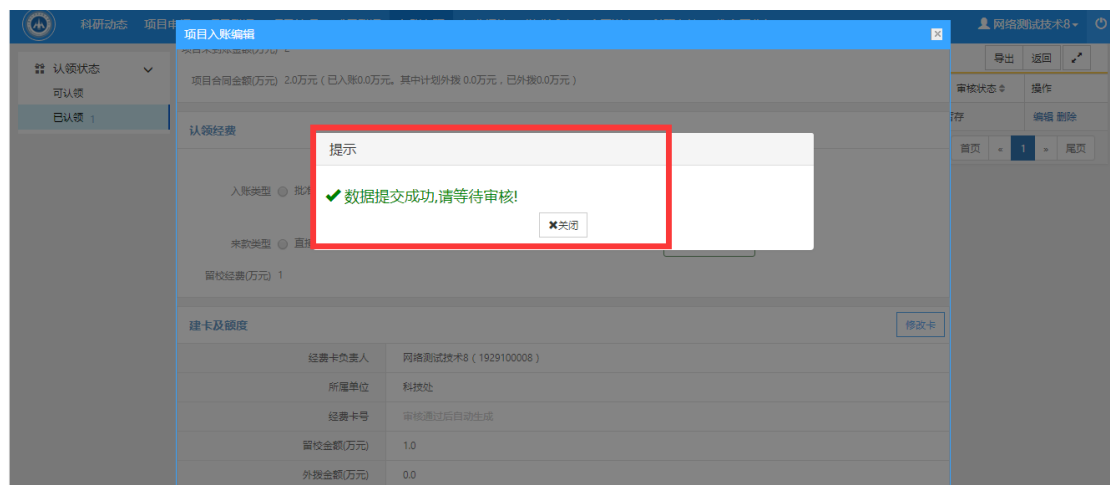 科研动态
网络测试技术8
项目入账编辑
导出 返回
项目合同金额(万元) 2.0万元 ( 已入账0.0万元。其中计划外拨 0.0万元，已外拨0.0万元 )
认领状态
审核状态 操作
可认领
已认领 1
编辑 删除
认领经费
首页 « 1 » 尾页
提示
入账类型
✔数据提交成功,请等待审核!
✖关闭
来款类型
留校经费(万元) 1
建卡及额度
修改卡
经费卡负责人 网络测试技术8 ( 1929100008 )
所属单位 科技处
经费卡号 审核通过后自动生成
留校金额(万元) 1.0
外拨金额(万元) 0.0